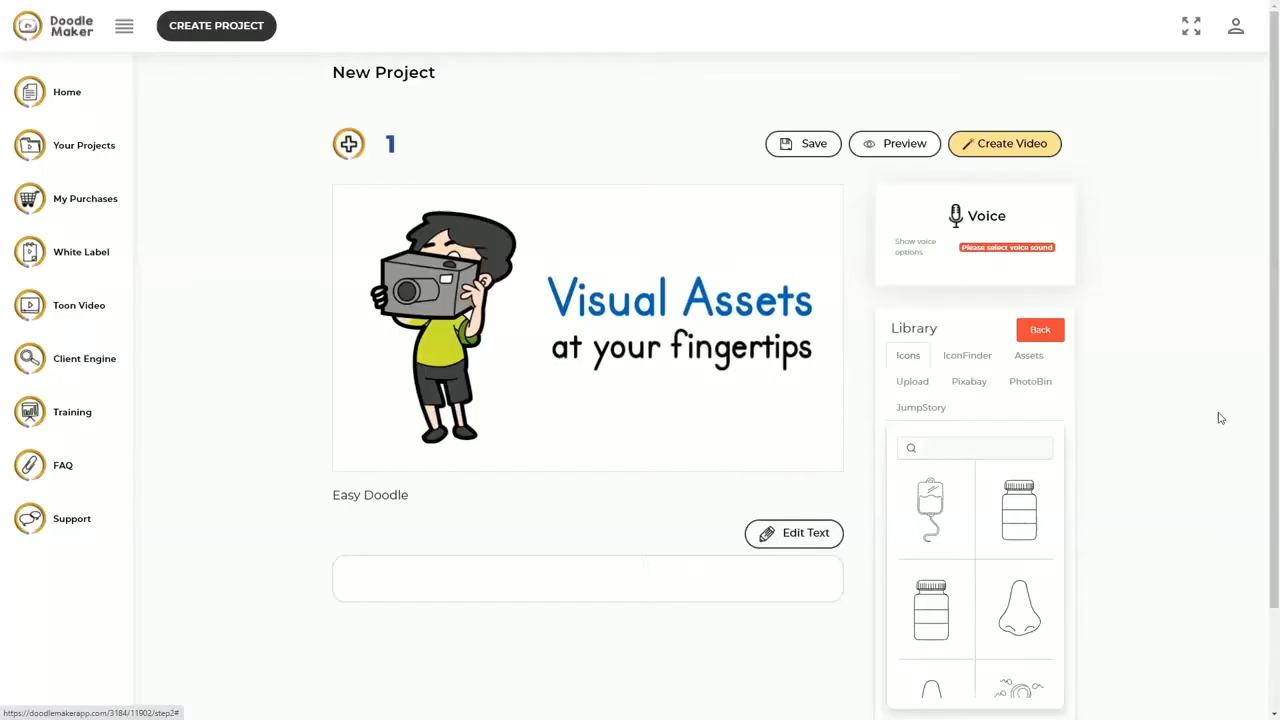 Doodle
Maker
CREATE PROJECT
Home
Your Projects
My Purchases
White Label
Toon Video
Client Engine
Training
FAQ
Support
New Project
1
Save
Preview
Create Video
Visual Assets
at your fingertips
Easy Doodle
Edit Text
Voice
Show voice
options
Please select voice sound
Library
Back
Icons
IconFinder
Assets
Upload
Pixabay
PhotoBin
JumpStory
https://doodlemakerapp.com/3184/11902/step2#